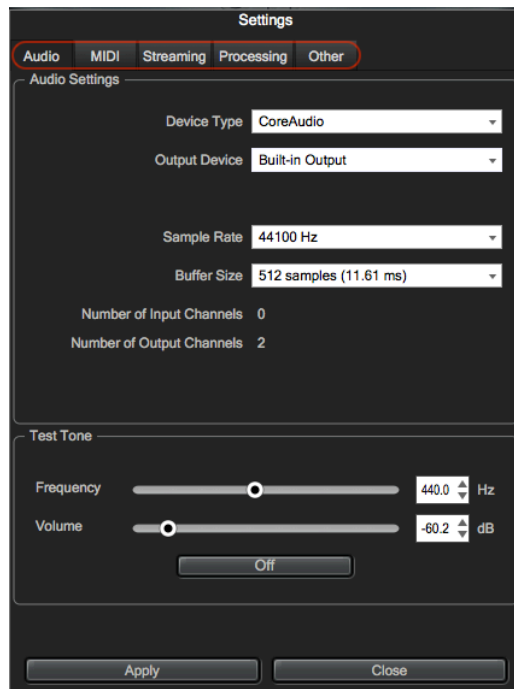 Settings
Audio MIDI Streaming Processing Other
Audio Settings
Device Type CoreAudio
Output Device Built-in Output
Sample Rate 44100 Hz
Buffer Size 512 samples (11.61 ms)
Number of Input Channels 0
Number of Output Channels 2
Test Tone
Frequency 440.0 Hz
Volume -60.2 dB
Off
Apply Close